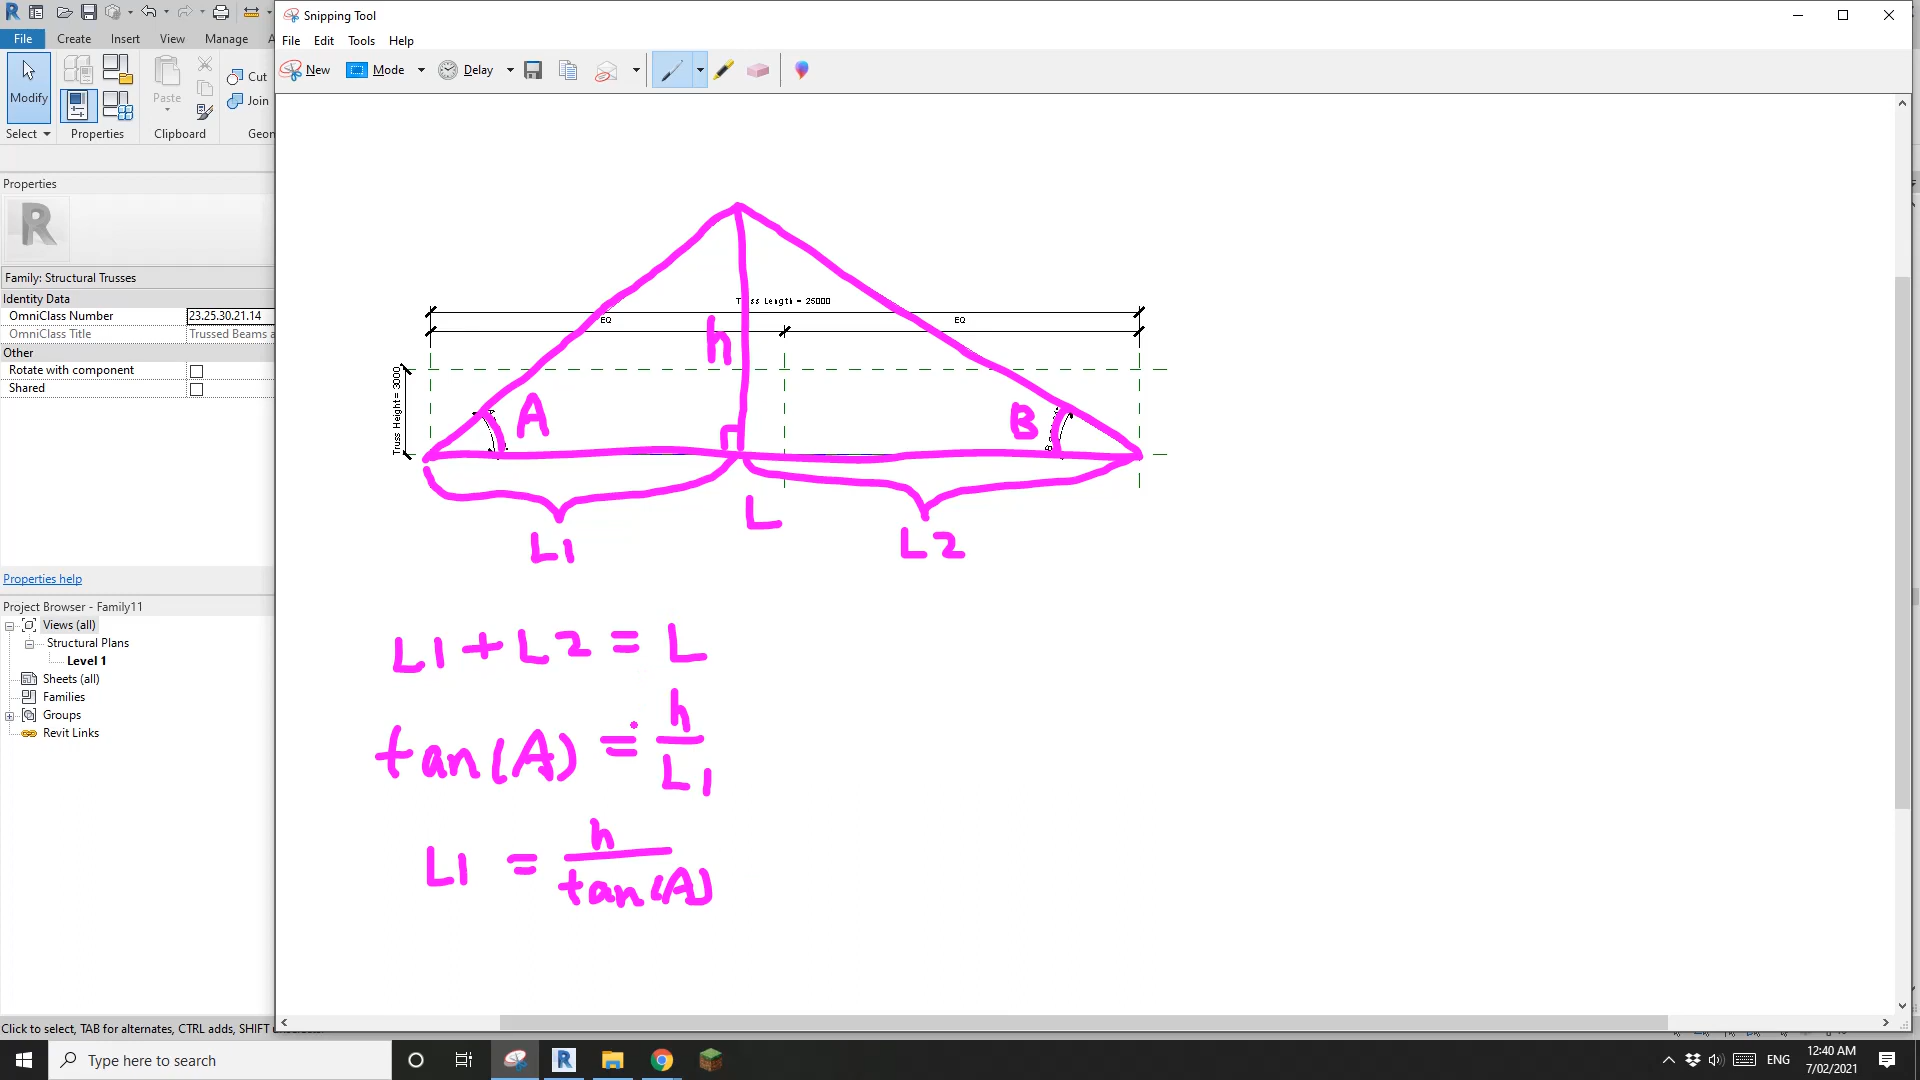 Snipping Tool
File Edit Tools Help
New Mode Delay
File Create Insert View Manage
Modify
Paste
Cut
Join
Select Properties Clipboard Geon
Properties
R
Family: Structural Trusses
Identity Data
OmniClass Number 23.25.30.21.14
OmniClass Title Trussed Beams a
Other
Rotate with component
Shared
Properties help
Project Browser - Family11
Views (all)
Structural Plans
Level 1
Sheets (all)
Families
Groups
Revit Links
Truss Length = 25000
EQ EQ
Truss Height = 3000
h
A B
L
L1 L2
L1 + L2 = L
tan(A) = h
L1
L1 = h
tan(A)
Click to select, TAB for alternates, CTRL adds, SHIFT
Type here to search
ENG
12:40 AM
7/02/2021